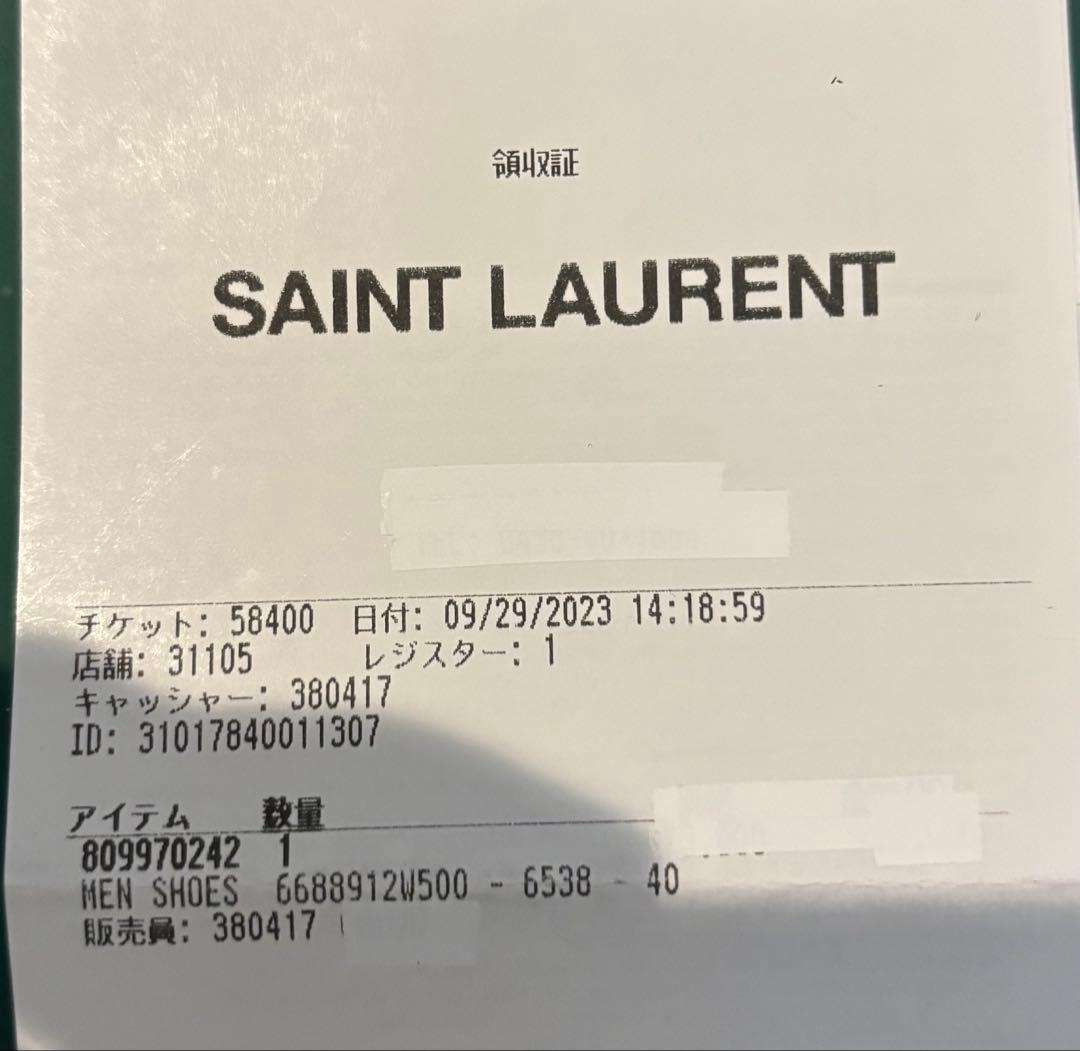 領収証
SAINT LAURENT
チケット: 58400 日付: 09/29/2023 14:18:59
店舗: 31105 レジスター: 1
キャッシャー: 380417
ID: 31017840011307
アイテム 数量
809970242 1
MEN SHOES 6688912W500 - 6538 - 40
販売員: 380417